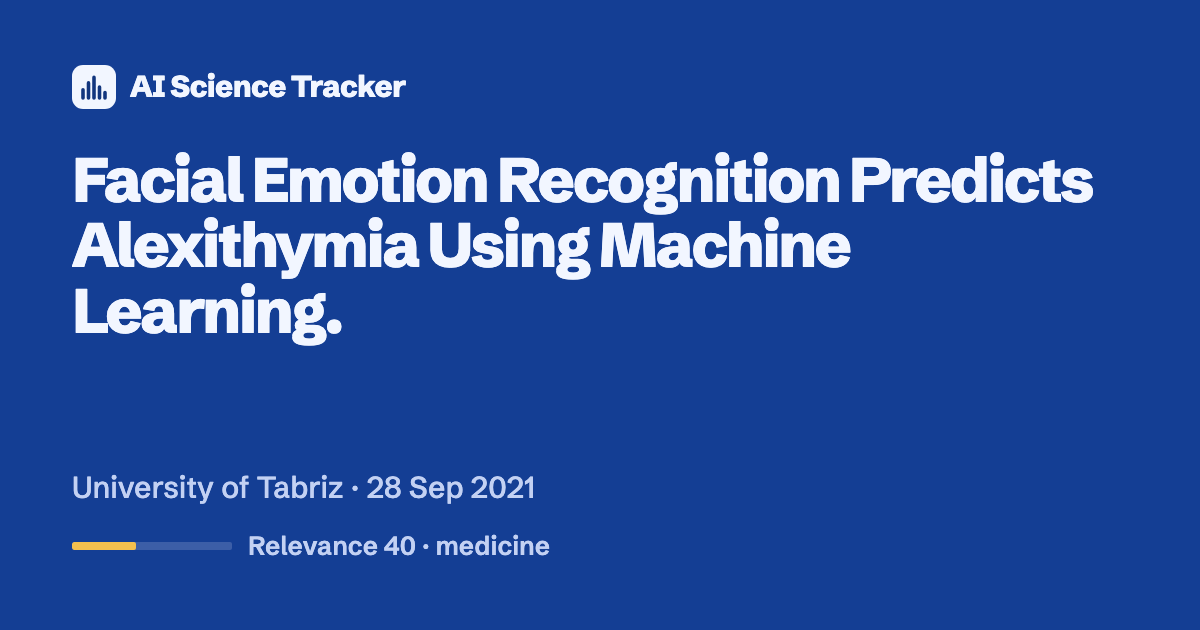 AI Science Tracker
Facial Emotion Recognition Predicts
Alexithymia Using Machine
Learning.
University of Tabriz · 28 Sep 2021
Relevance 40 · medicine